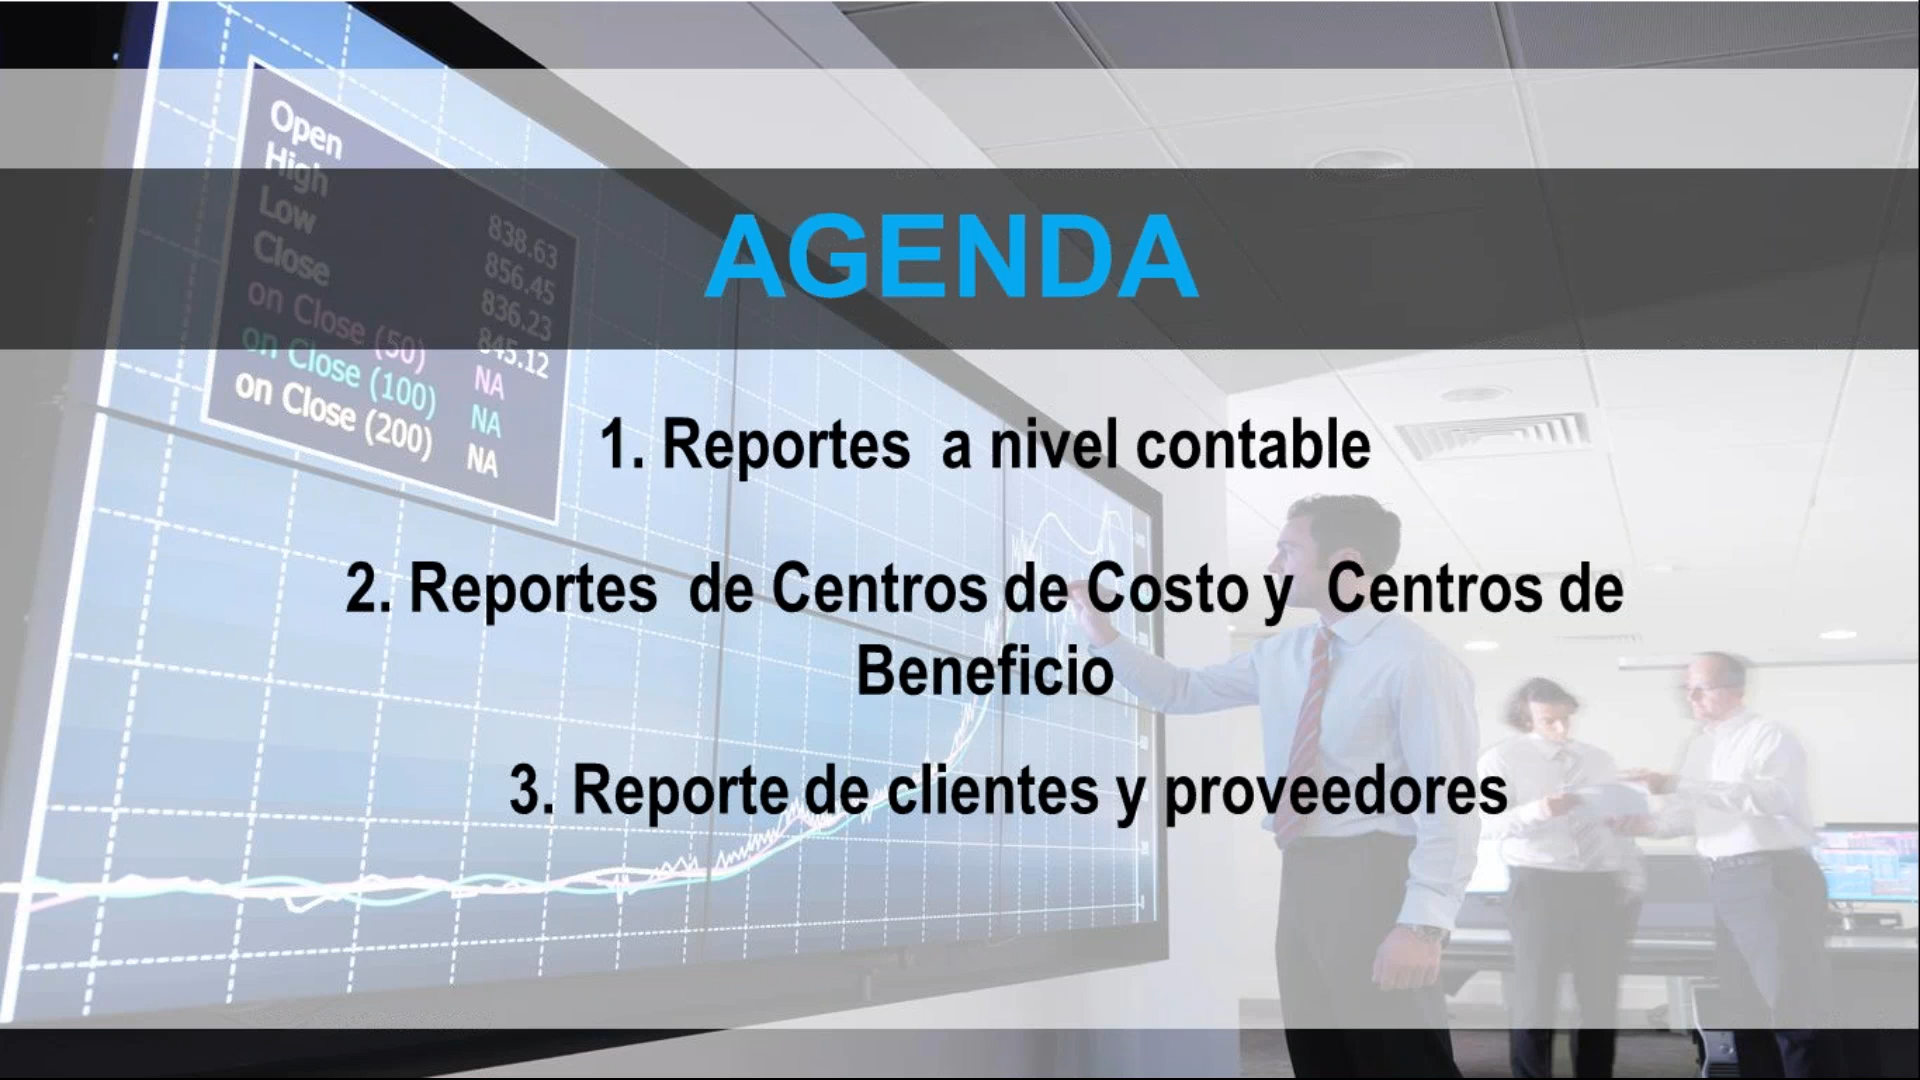 Open
High
Low
Close
on Close (50)
on Close (100)
on Close (200)
838.63
856.45
836.23
845.12
NA
NA
NA
AGENDA
1. Reportes a nivel contable
2. Reportes de Centros de Costo y Centros de
Beneficio
3. Reporte de clientes y proveedores